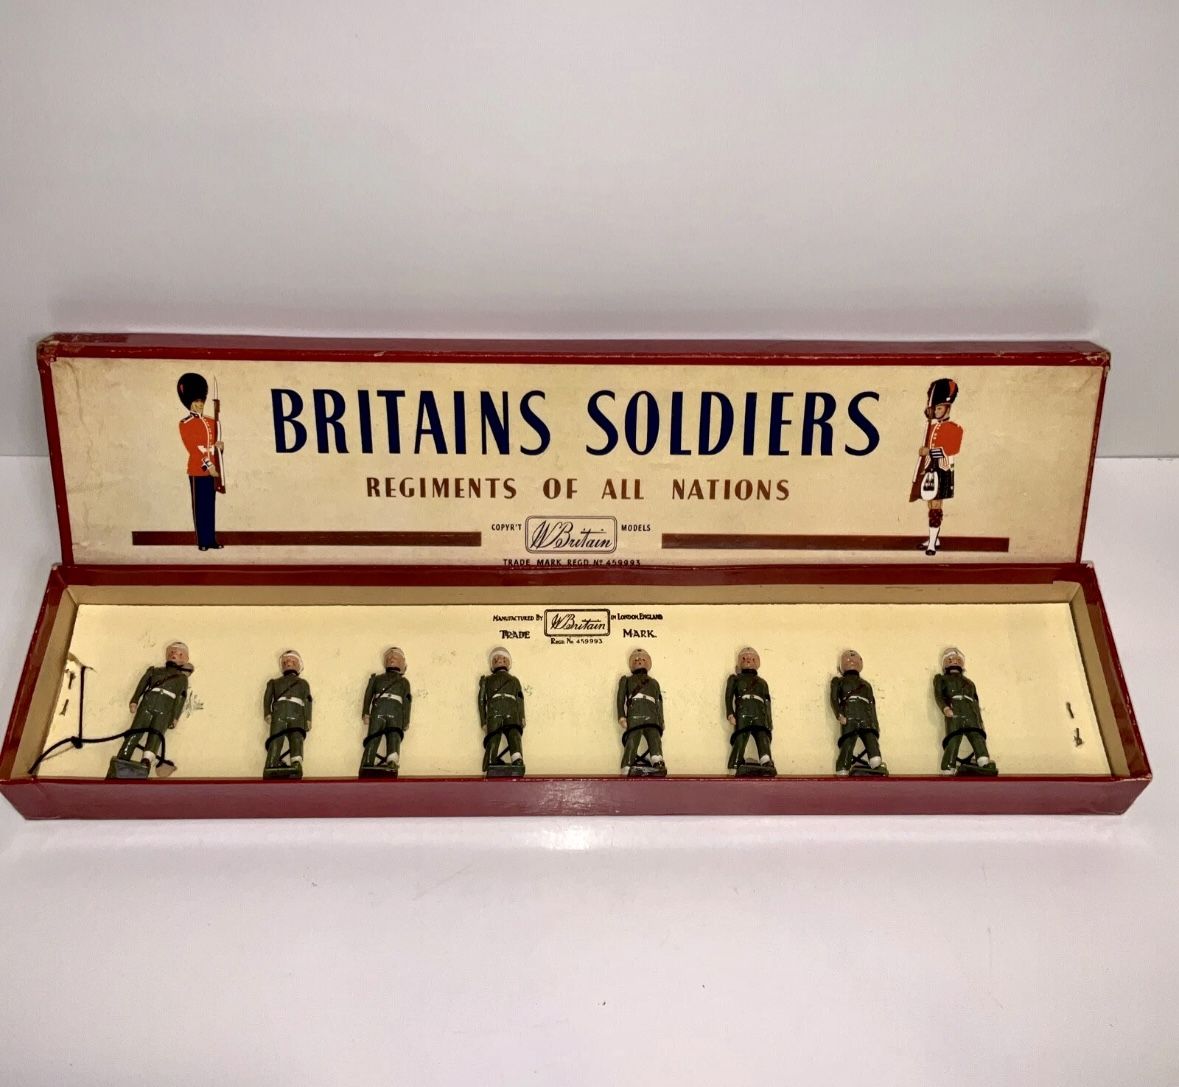 BRITAINS SOLDIERS
REGIMENTS OF ALL NATIONS
COPYR'T W Britain MODELS
TRADE MARK REGD Nº 459993
MANUFACTURED BY W Britain IN LONDON, ENGLAND
TRADE MARK.
REGD. No 459993